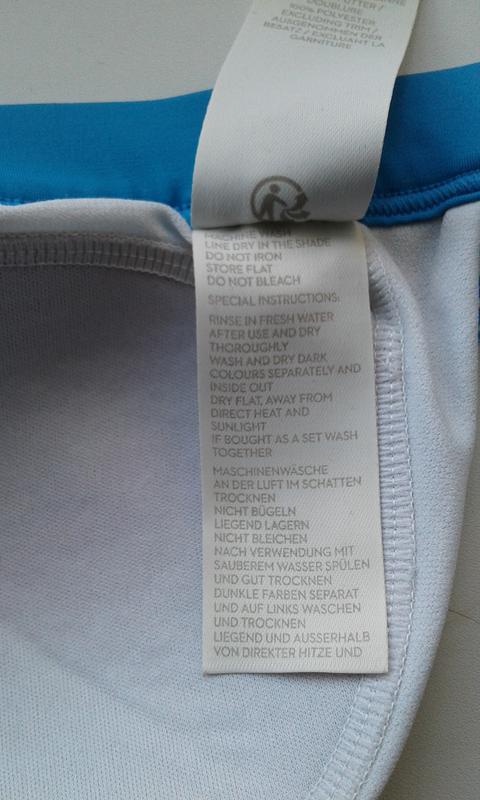 DOUBLURE /
100% POLYESTER
EXCLUDING TRIM /
AUSGENOMMEN DER
BESATZ / EXCLUANT LA
GARNITURE
MACHINE WASH
LINE DRY IN THE SHADE
DO NOT IRON
STORE FLAT
DO NOT BLEACH
SPECIAL INSTRUCTIONS:
RINSE IN FRESH WATER
AFTER USE AND DRY
THOROUGHLY
WASH AND DRY DARK
COLOURS SEPARATELY AND
INSIDE OUT
DRY FLAT, AWAY FROM
DIRECT HEAT AND
SUNLIGHT
IF BOUGHT AS A SET WASH
TOGETHER
MASCHINENWÄSCHE
AN DER LUFT IM SCHATTEN
TROCKNEN
NICHT BÜGELN
LIEGEND LAGERN
NICHT BLEICHEN
NACH VERWENDUNG MIT
SAUBEREM WASSER SPÜLEN
UND GUT TROCKNEN
DUNKLE FARBEN SEPARAT
UND AUF LINKS WASCHEN
UND TROCKNEN
LIEGEND UND AUSSERHALB
VON DIREKTER HITZE UND